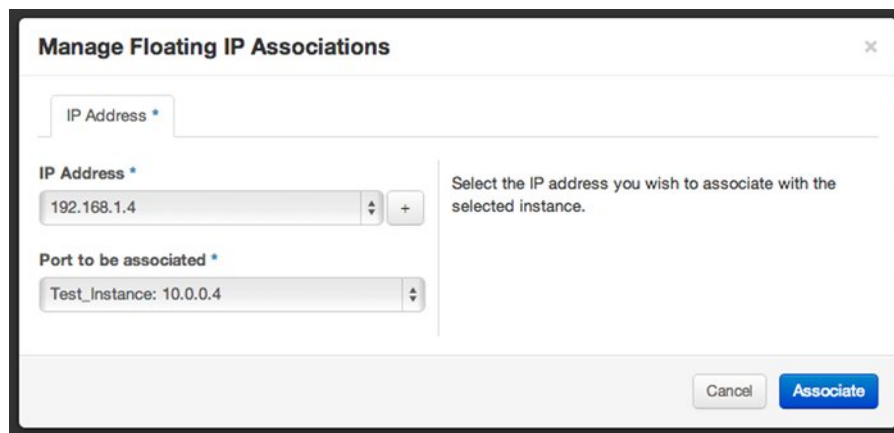 Manage Floating IP Associations
×
IP Address *
IP Address *
192.168.1.4
+
Select the IP address you wish to associate with the
selected instance.
Port to be associated *
Test_Instance: 10.0.0.4
Cancel
Associate